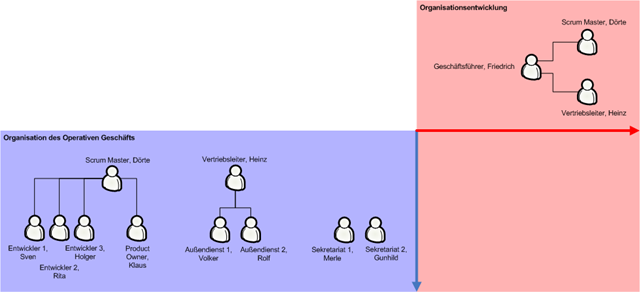 Organisationsentwicklung
Scrum Master, Dörte
Geschäftsführer, Friedrich
Vertriebsleiter, Heinz
Organisation des Operativen Geschäfts
Scrum Master, Dörte
Vertriebsleiter, Heinz
Entwickler 1,
Sven
Entwickler 2,
Rita
Entwickler 3,
Holger
Product
Owner,
Klaus
Außendienst 1,
Volker
Außendienst 2,
Rolf
Sekretariat 1,
Merle
Sekretariat 2,
Gunhild